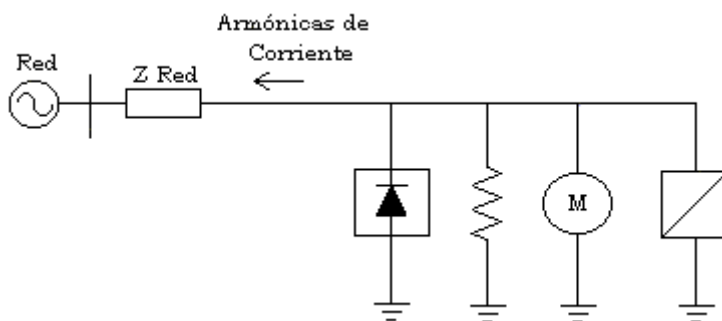 Armónicas de
Corriente
Red
Z Red
M